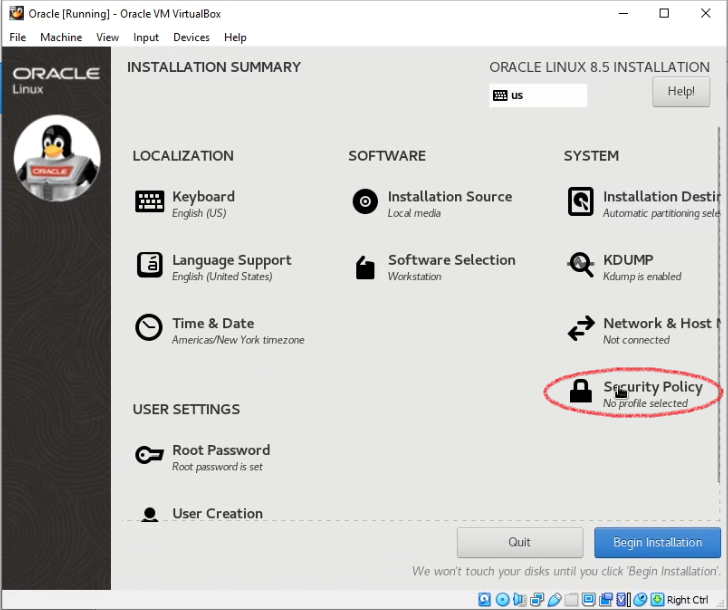 Oracle [Running] - Oracle VM VirtualBox
File Machine View Input Devices Help
ORACLE
Linux
ORACLE
INSTALLATION SUMMARY
ORACLE LINUX 8.5 INSTALLATION
us
Help!
LOCALIZATION
Keyboard
English (US)
Language Support
English (United States)
Time & Date
Americas/New York timezone
SOFTWARE
Installation Source
Local media
Software Selection
Workstation
SYSTEM
Installation Destin
Automatic partitioning sele
KDUMP
Kdump is enabled
Network & Host N
Not connected
Security Policy
No profile selected
USER SETTINGS
Root Password
Root password is set
User Creation
Quit
Begin Installation
We won't touch your disks until you click 'Begin Installation'.
Right Ctrl